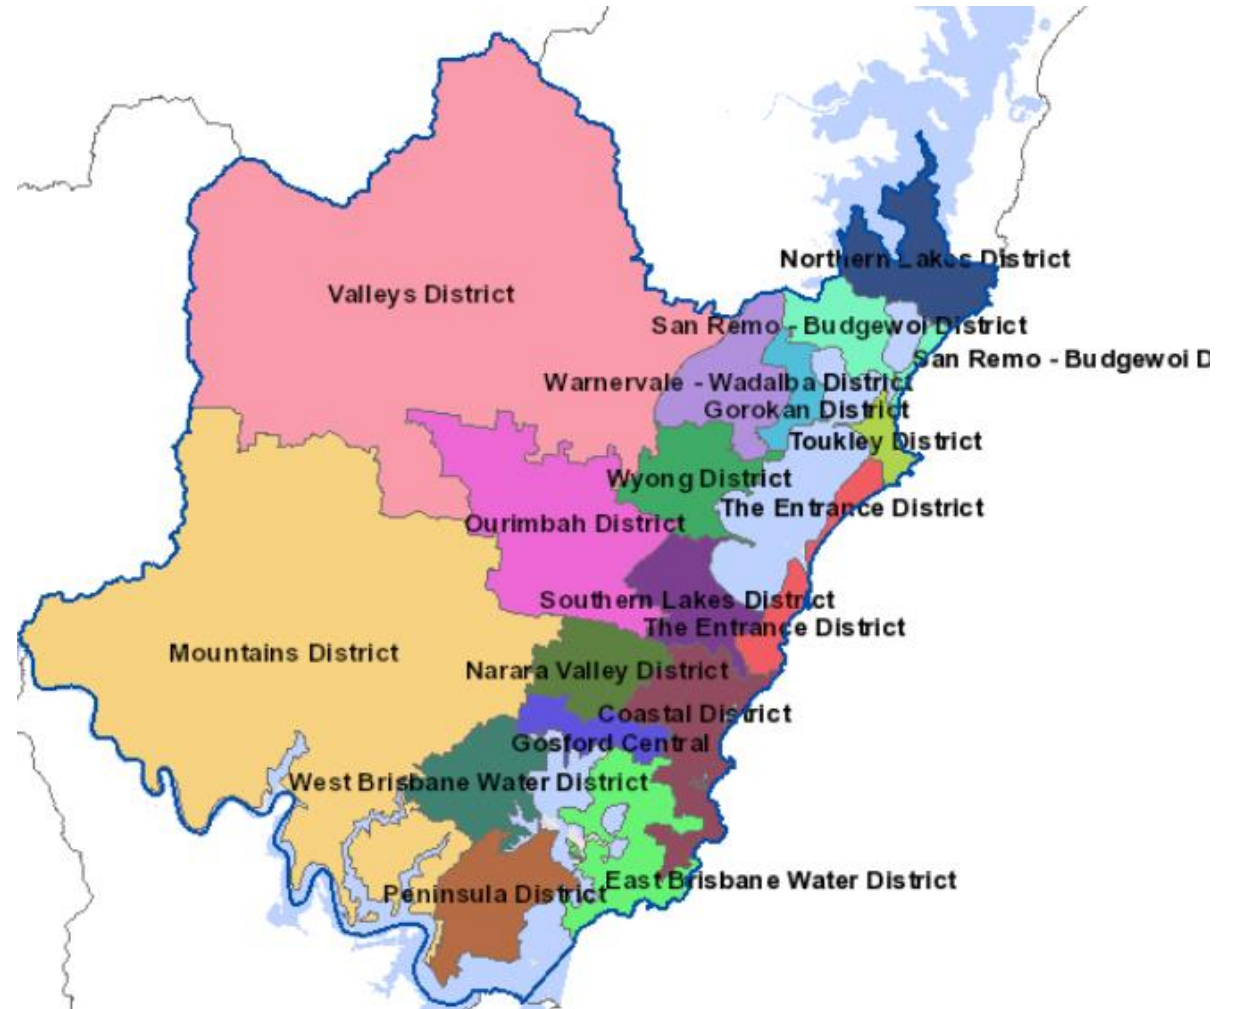 Northern Lakes District
Valleys District
San Remo - Budgewoi District
San Remo - Budgewoi D
Warnervale - Wadalba District
Gorokan District
Toukley District
Wyong District
The Entrance District
Ourimbah District
Southern Lakes District
The Entrance District
Mountains District
Narara Valley District
Coastal District
Gosford Central
West Brisbane Water District
East Brisbane Water District
Peninsula District